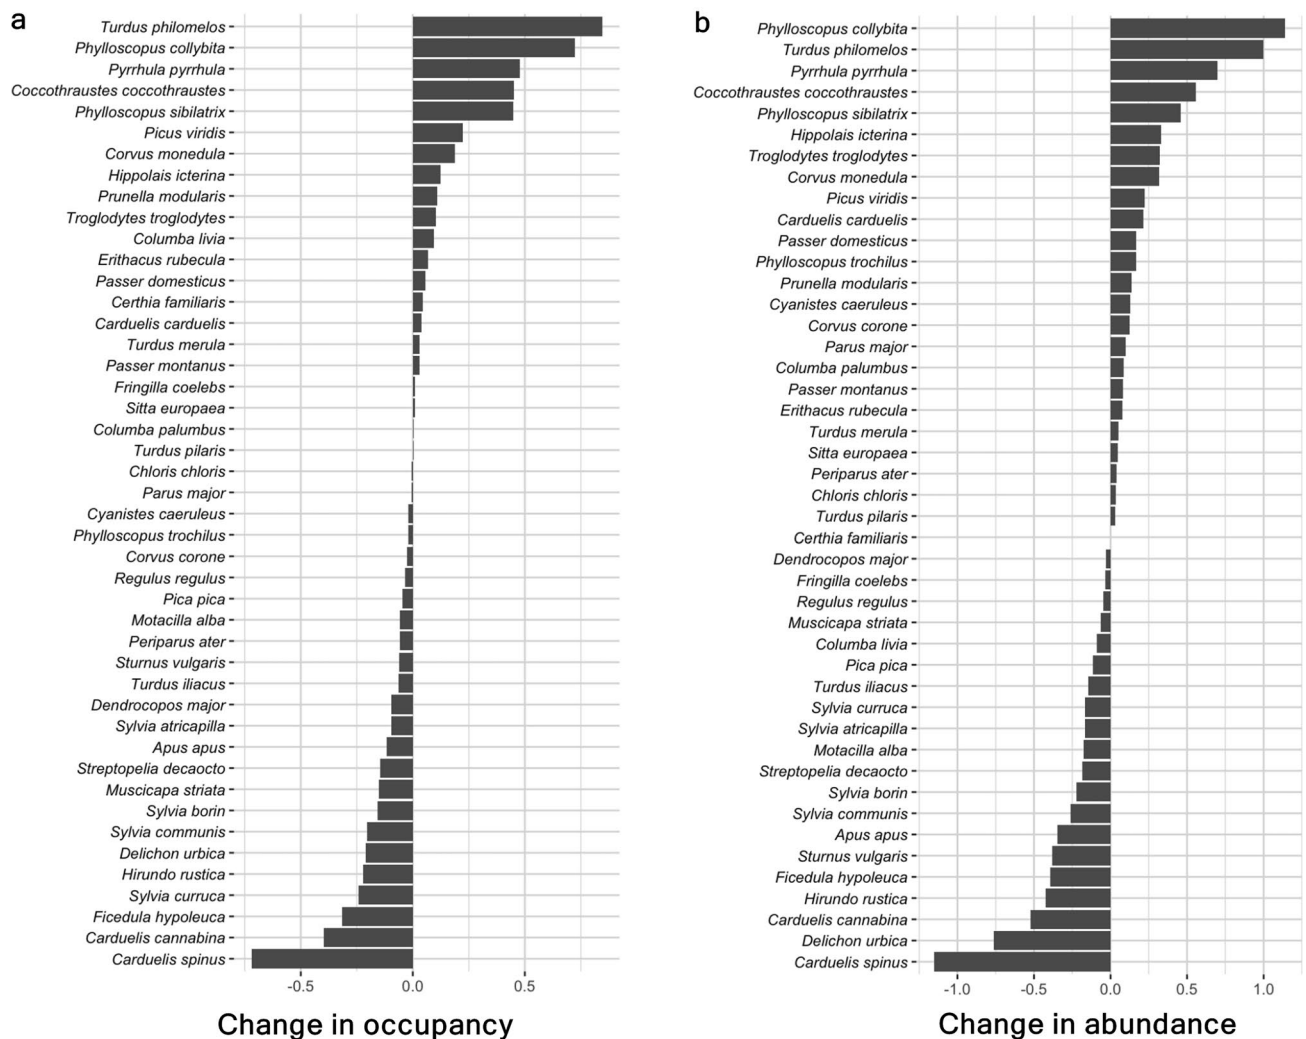 a
Turdus philomelos
Phylloscopus collybita
Pyrrhula pyrrhula
Coccothraustes coccothraustes
Phylloscopus sibilatrix
Picus viridis
Corvus monedula
Hippolais icterina
Prunella modularis
Troglodytes troglodytes
Columba livia
Erithacus rubecula
Passer domesticus
Certhia familiaris
Carduelis carduelis
Turdus merula
Passer montanus
Fringilla coelebs
Sitta europaea
Columba palumbus
Turdus pilaris
Chloris chloris
Parus major
Cyanistes caeruleus
Phylloscopus trochilus
Corvus corone
Regulus regulus
Pica pica
Motacilla alba
Periparus ater
Sturnus vulgaris
Turdus iliacus
Dendrocopos major
Sylvia atricapilla
Apus apus
Streptopelia decaocto
Muscicapa striata
Sylvia borin
Sylvia communis
Delichon urbica
Hirundo rustica
Sylvia curruca
Ficedula hypoleuca
Carduelis cannabina
Carduelis spinus
-0.5 0.0 0.5
Change in occupancy
b
Phylloscopus collybita
Turdus philomelos
Pyrrhula pyrrhula
Coccothraustes coccothraustes
Phylloscopus sibilatrix
Hippolais icterina
Troglodytes troglodytes
Corvus monedula
Picus viridis
Carduelis carduelis
Passer domesticus
Phylloscopus trochilus
Prunella modularis
Cyanistes caeruleus
Corvus corone
Parus major
Columba palumbus
Passer montanus
Erithacus rubecula
Turdus merula
Sitta europaea
Periparus ater
Chloris chloris
Turdus pilaris
Certhia familiaris
Dendrocopos major
Fringilla coelebs
Regulus regulus
Muscicapa striata
Columba livia
Pica pica
Turdus iliacus
Sylvia curruca
Sylvia atricapilla
Motacilla alba
Streptopelia decaocto
Sylvia borin
Sylvia communis
Apus apus
Sturnus vulgaris
Ficedula hypoleuca
Hirundo rustica
Carduelis cannabina
Delichon urbica
Carduelis spinus
-1.0 -0.5 0.0 0.5 1.0
Change in abundance